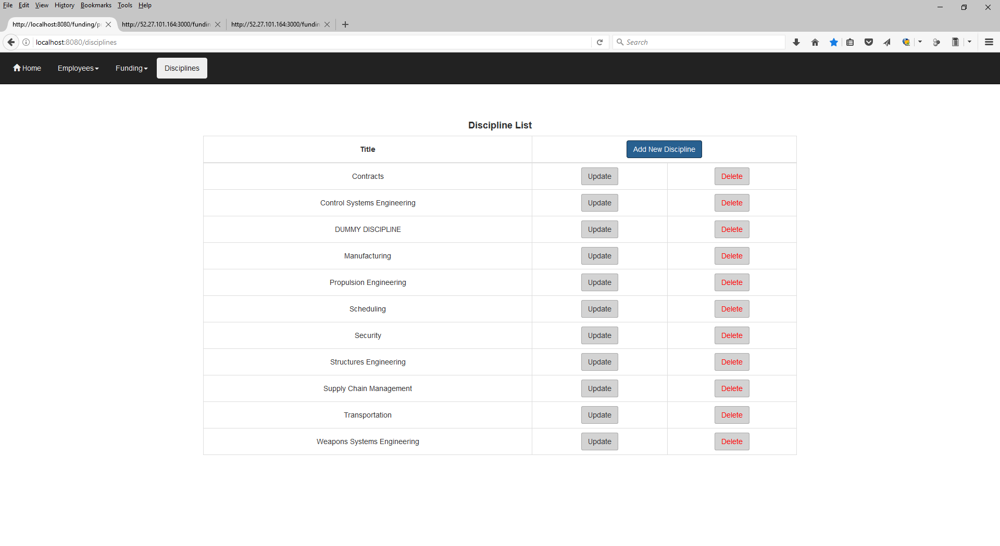 File Edit View History Bookmarks Tools Help
http://localhost:8080/funding/p http://52.27.101.164:3000/fundin http://52.27.101.164:3000/fundin
localhost:8080/disciplines Search
Home Employees Funding Disciplines
Discipline List
Title Add New Discipline
Contracts Update Delete
Control Systems Engineering Update Delete
DUMMY DISCIPLINE Update Delete
Manufacturing Update Delete
Propulsion Engineering Update Delete
Scheduling Update Delete
Security Update Delete
Structures Engineering Update Delete
Supply Chain Management Update Delete
Transportation Update Delete
Weapons Systems Engineering Update Delete